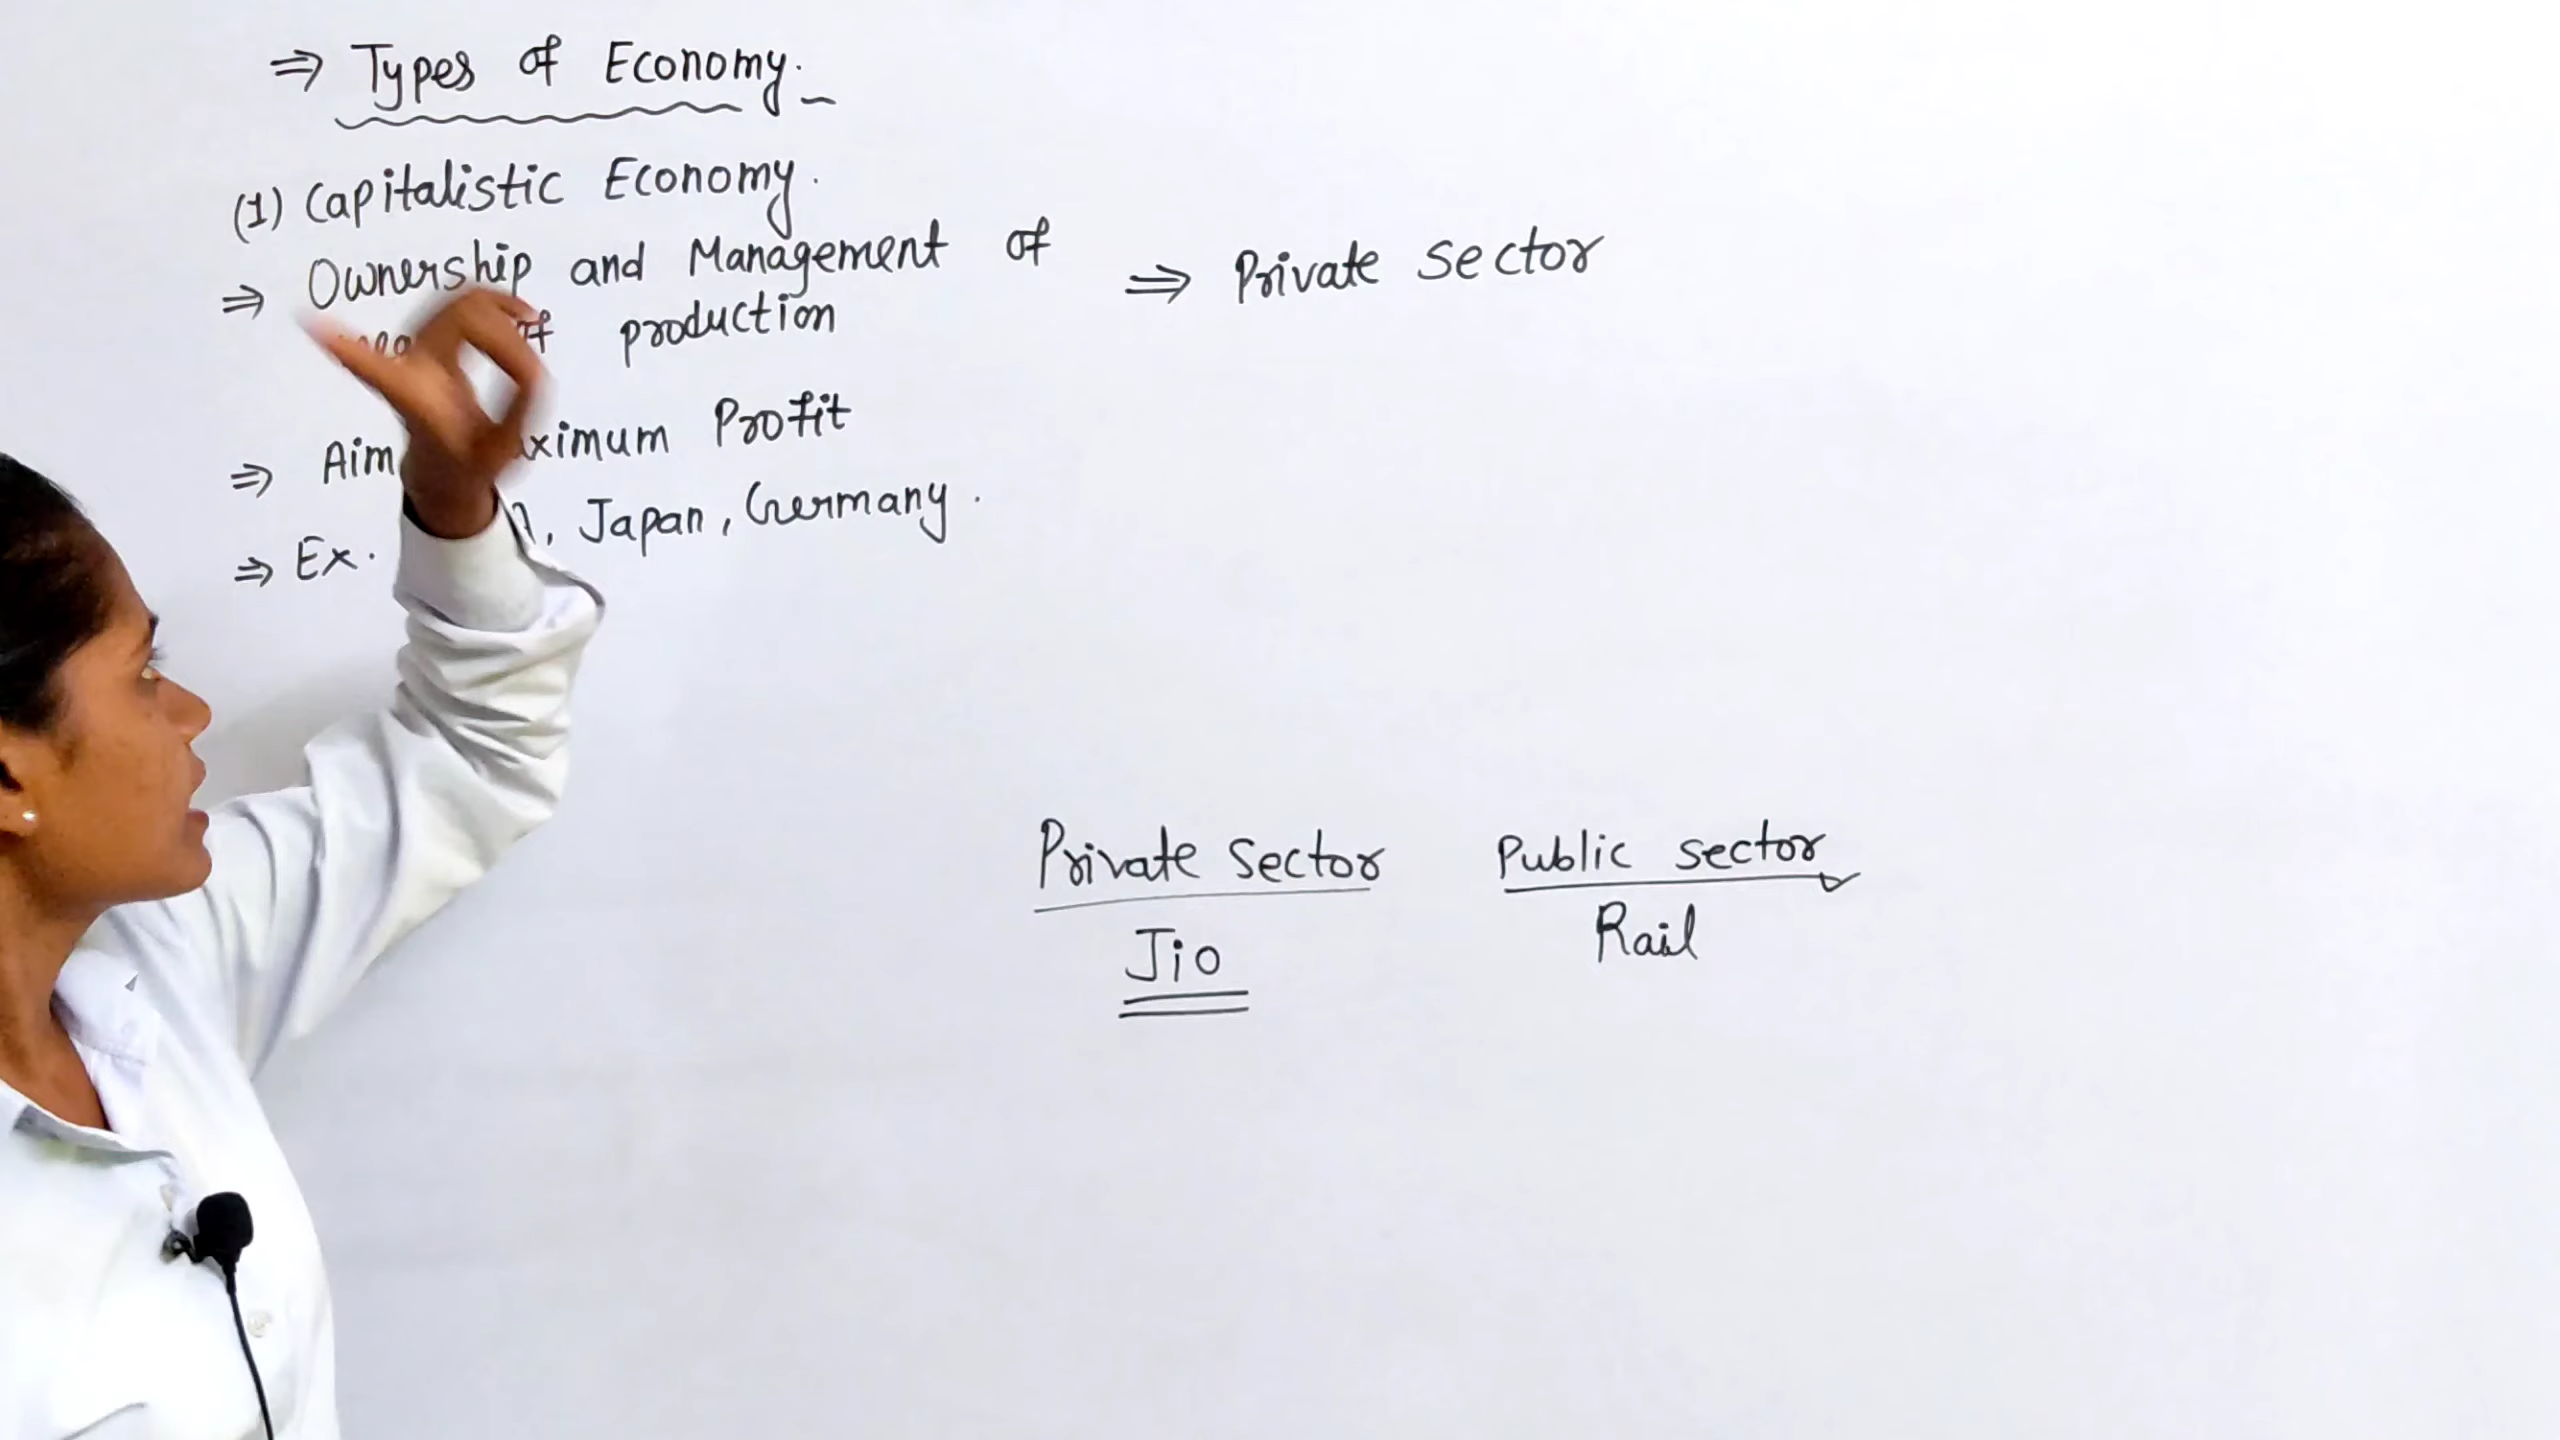 ⇒ Types of Economy.
(1) Capitalistic Economy.
⇒ Ownership and Management of ⇒ Private sector
of production
⇒ Aim Profit
⇒ Ex. Japan, Germany.
Private sector Public sector
Jio Rail